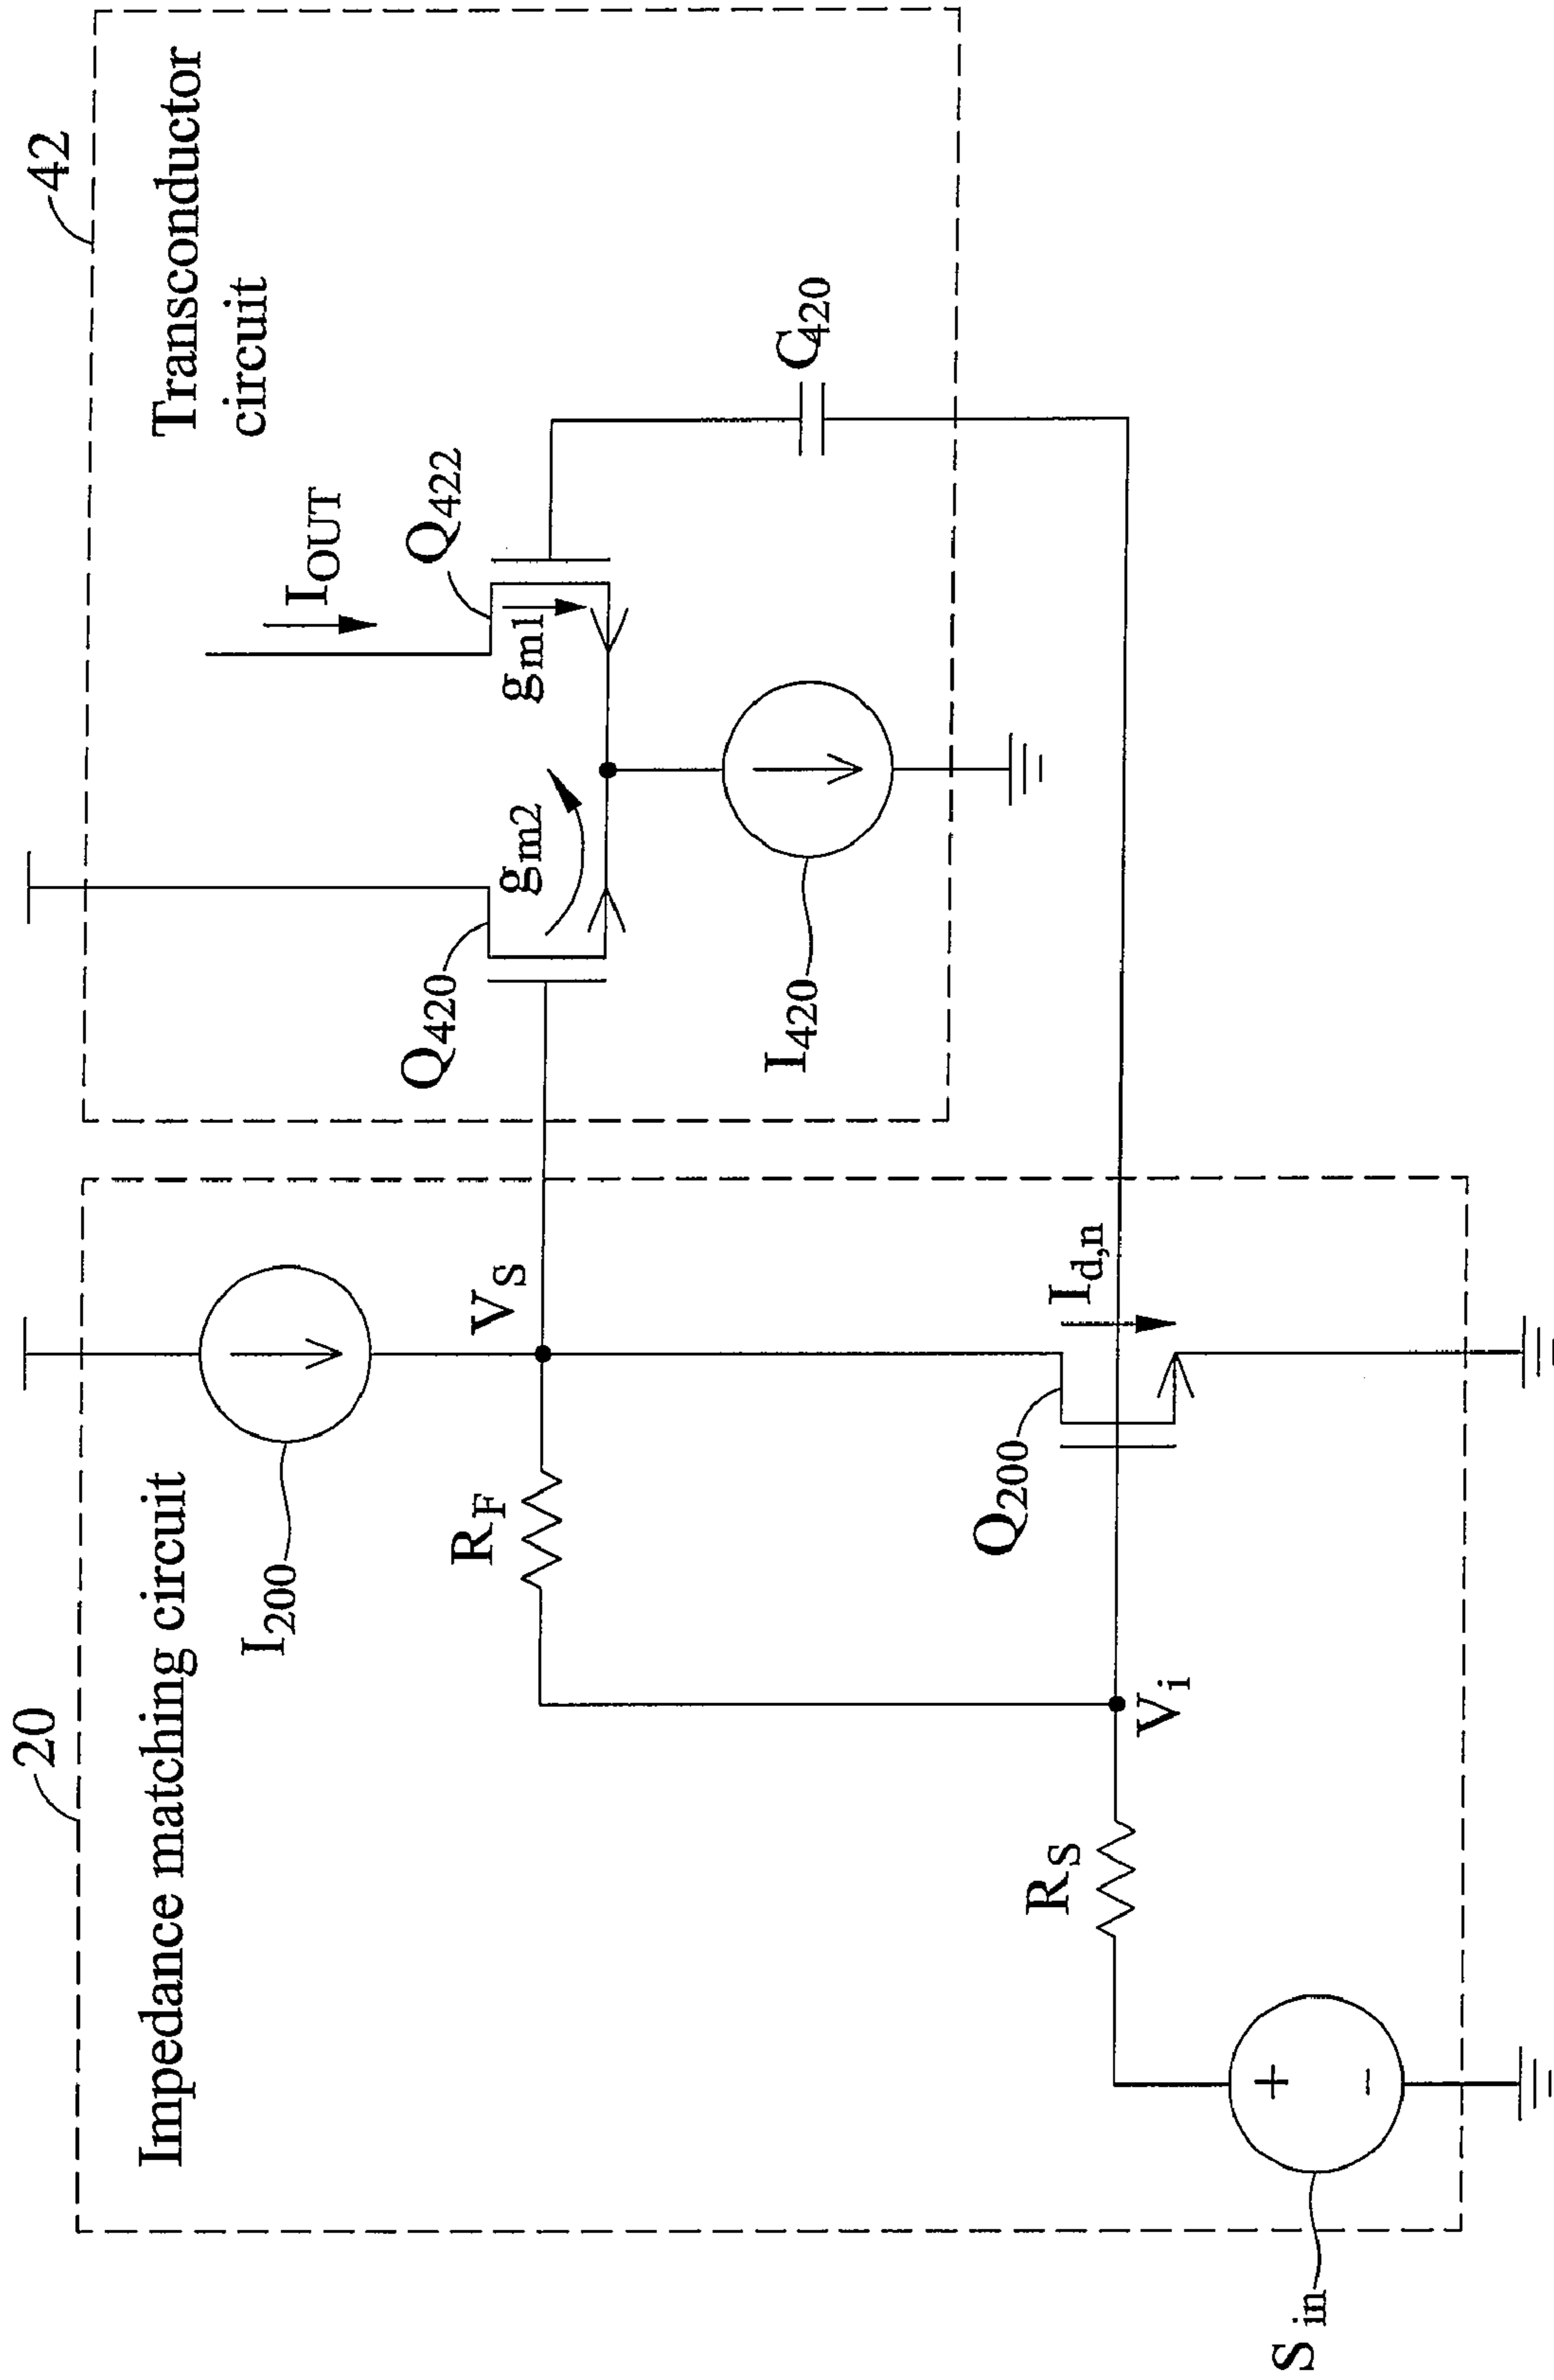 20
Impedance matching circuit
I200
RF
VS
Q200
Id,n
Vi
RS
Sin
+
-
42
Transconductor
circuit
IOUT
Q420
gm2
gm1
Q422
C420
I420